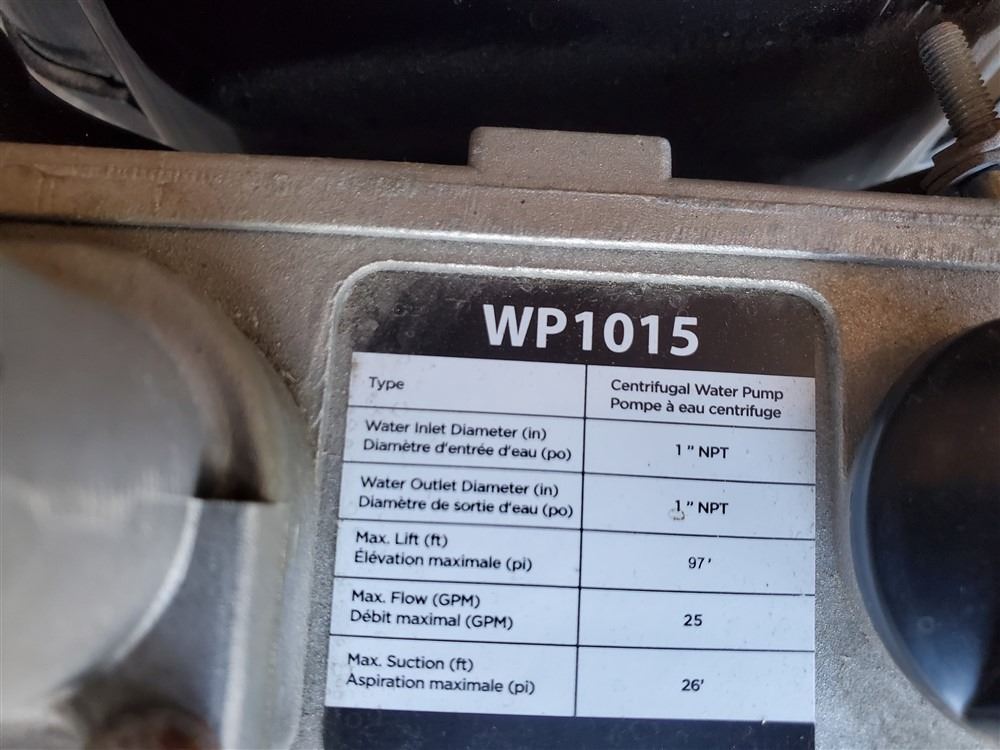 WP1015
Type
Centrifugal Water Pump
Pompe à eau centrifuge
Water Inlet Diameter (in)
Diamètre d'entrée d'eau (po)
1 " NPT
Water Outlet Diameter (in)
Diamètre de sortie d'eau (po)
1 " NPT
Max. Lift (ft)
Élévation maximale (pi)
97'
Max. Flow (GPM)
Débit maximal (GPM)
25
Max. Suction (ft)
Aspiration maximale (pi)
26'